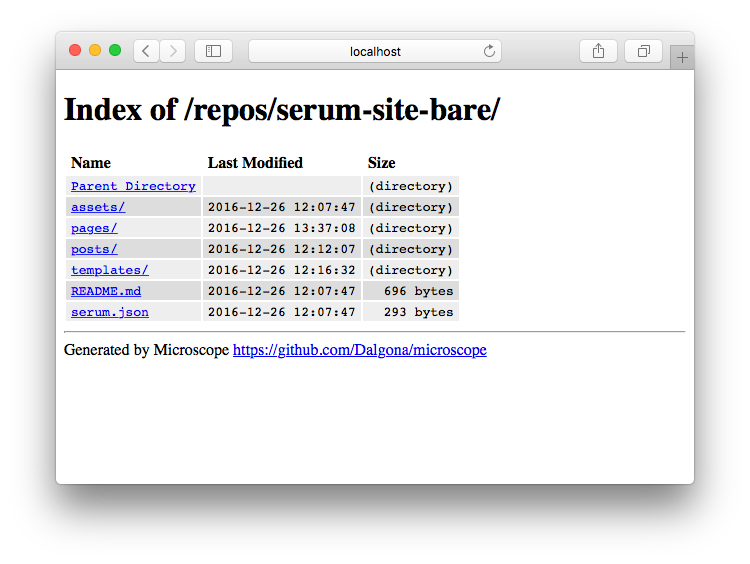 localhost
Index of /repos/serum-site-bare/
Name Last Modified Size
Parent Directory (directory)
assets/ 2016-12-26 12:07:47 (directory)
pages/ 2016-12-26 13:37:08 (directory)
posts/ 2016-12-26 12:12:07 (directory)
templates/ 2016-12-26 12:16:32 (directory)
README.md 2016-12-26 12:07:47 696 bytes
serum.json 2016-12-26 12:07:47 293 bytes
Generated by Microscope https://github.com/Dalgona/microscope